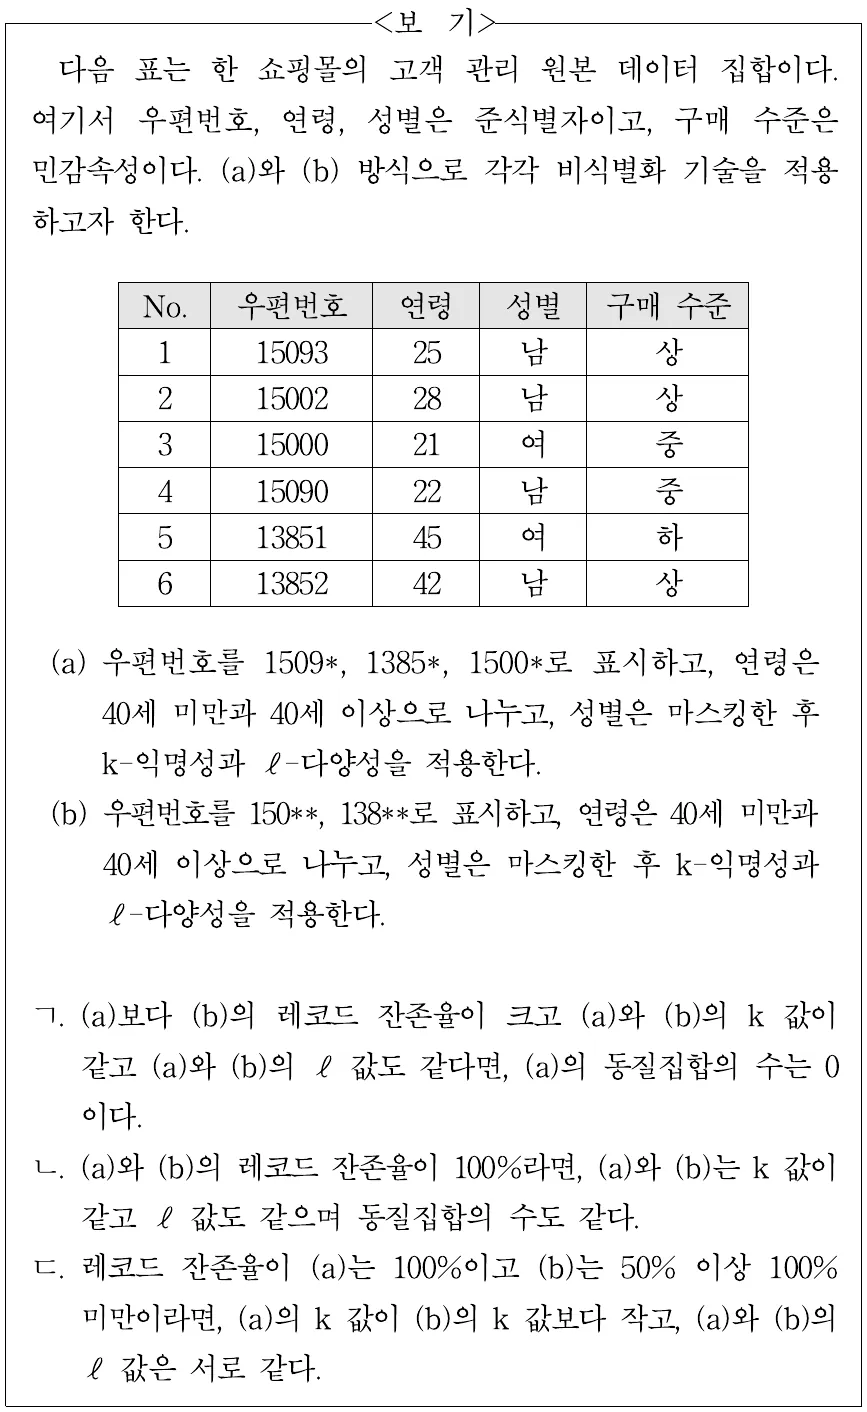 <보 기>
다음 표는 한 쇼핑몰의 고객 관리 원본 데이터 집합이다.
여기서 우편번호, 연령, 성별은 준식별자이고, 구매 수준은
민감속성이다. (a)와 (b) 방식으로 각각 비식별화 기술을 적용
하고자 한다.
No. 우편번호 연령 성별 구매 수준
1 15093 25 남 상
2 15002 28 남 상
3 15000 21 여 중
4 15090 22 남 중
5 13851 45 여 하
6 13852 42 남 상
(a) 우편번호를 1509*, 1385*, 1500*로 표시하고, 연령은
40세 미만과 40세 이상으로 나누고, 성별은 마스킹한 후
k-익명성과 ℓ-다양성을 적용한다.
(b) 우편번호를 150**, 138**로 표시하고, 연령은 40세 미만과
40세 이상으로 나누고, 성별은 마스킹한 후 k-익명성과
ℓ-다양성을 적용한다.
ㄱ. (a)보다 (b)의 레코드 잔존율이 크고 (a)와 (b)의 k 값이
같고 (a)와 (b)의 ℓ 값도 같다면, (a)의 동질집합의 수는 0
이다.
ㄴ. (a)와 (b)의 레코드 잔존율이 100%라면, (a)와 (b)는 k 값이
같고 ℓ 값도 같으며 동질집합의 수도 같다.
ㄷ. 레코드 잔존율이 (a)는 100%이고 (b)는 50% 이상 100%
미만이라면, (a)의 k 값이 (b)의 k 값보다 작고, (a)와 (b)의
ℓ 값은 서로 같다.